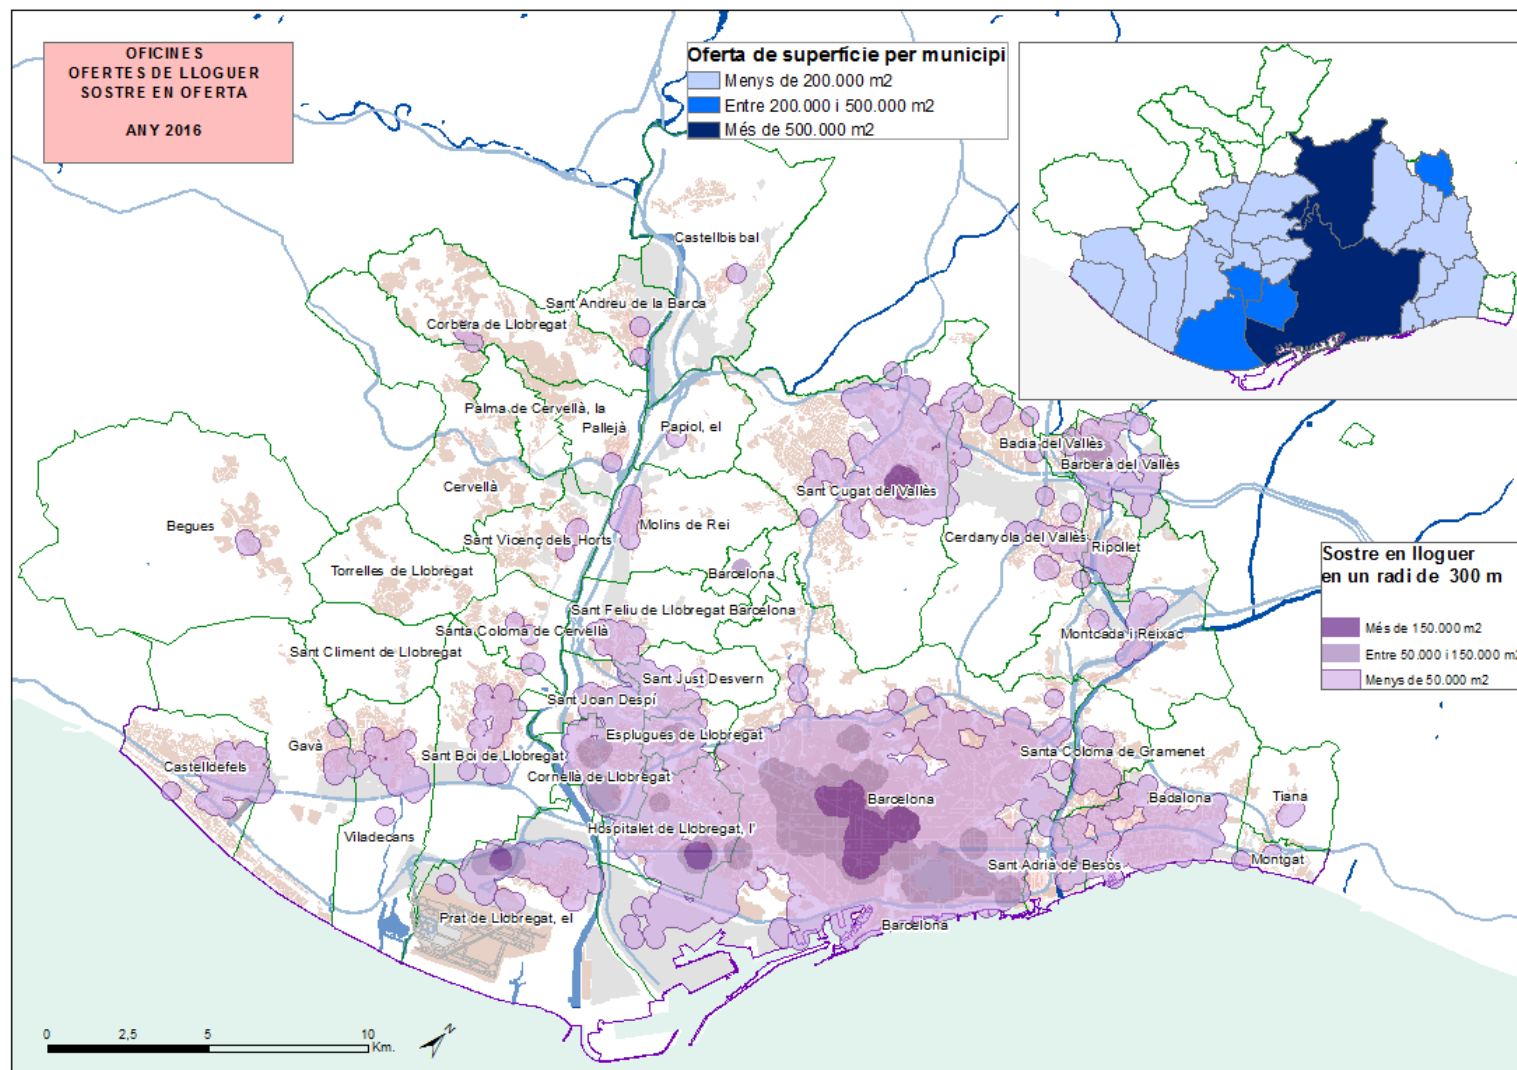 OFICINES
OFERTES DE LLOGUER
SOSTRE EN OFERTA
ANY 2016
Oferta de superfície per municipi
Menys de 200.000 m2
Entre 200.000 i 500.000 m2
Més de 500.000 m2
Castellbisbal
Sant Andreu de la Barca
Corbera de Llobregat
Palma de Cervellà, la
Pallejà
Papiol, el
Badia del Vallès
Barberà del Vallès
Cervellà
Sant Cugat del Vallès
Begues
Molins de Rei
Sant Vicenç dels Horts
Cerdanyola del Vallès
Ripollet
Torrelles de Llobregat
Barcelona
Sostre en lloguer
en un radi de 300 m
Més de 150.000 m2
Entre 50.000 i 150.000 m2
Menys de 50.000 m2
Sant Feliu de Llobregat Barcelona
Santa Coloma de Cervellà
Montcada i Reixac
Sant Climent de Llobregat
Sant Just Desvern
Sant Joan Despí
Esplugues de Llobregat
Gavà
Sant Boi de Llobregat
Santa Coloma de Gramenet
Castelldefels
Cornellà de Llobregat
Barcelona
Badalona
Tiana
Viladecans
Hospitalet de Llobregat, l'
Sant Adrià de Besòs
Montgat
Prat de Llobregat, el
Barcelona
0 2,5 5 10
Km.
N